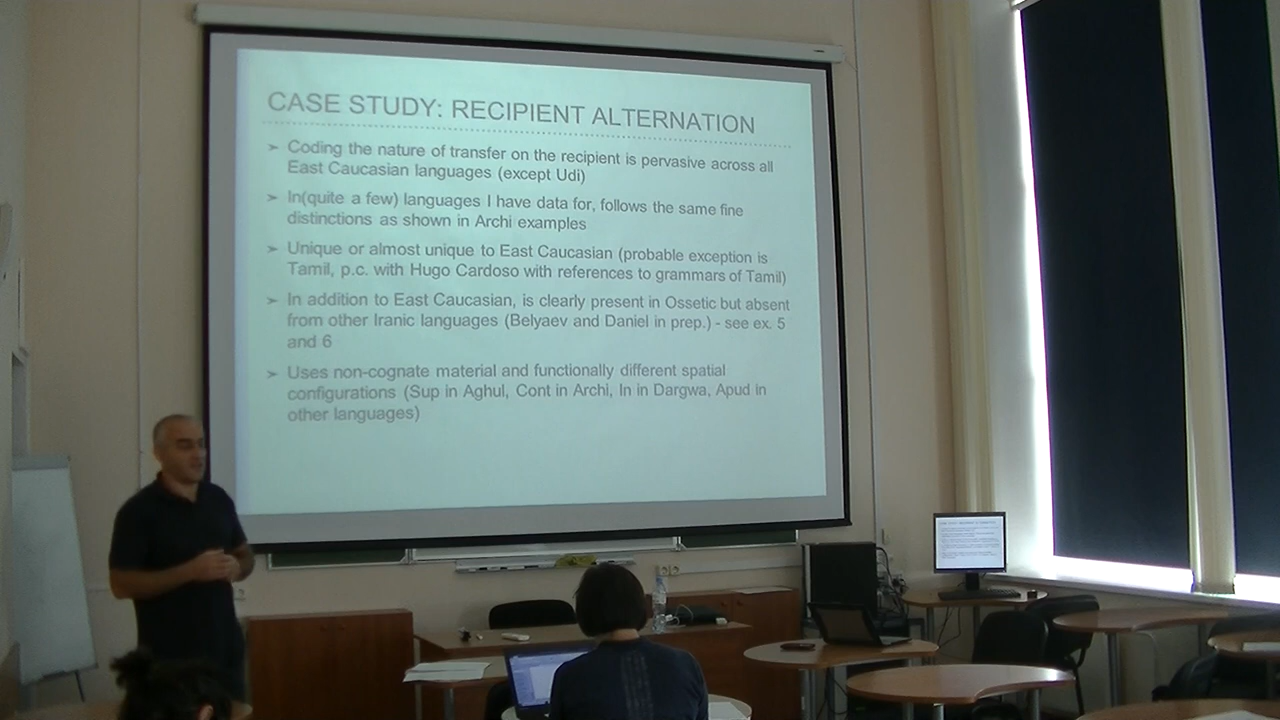 CASE STUDY: RECIPIENT ALTERNATION
➢ Coding the nature of transfer on the recipient is pervasive across all
East Caucasian languages (except Udi)
➢ In(quite a few) languages I have data for, follows the same fine
distinctions as shown in Archi examples
➢ Unique or almost unique to East Caucasian (probable exception is
Tamil, p.c. with Hugo Cardoso with references to grammars of Tamil)
➢ In addition to East Caucasian, is clearly present in Ossetic but absent
from other Iranic languages (Belyaev and Daniel in prep.) - see ex. 5
and 6
➢ Uses non-cognate material and functionally different spatial
configurations (Sup in Aghul, Cont in Archi, In in Dargwa, Apud in
other languages)